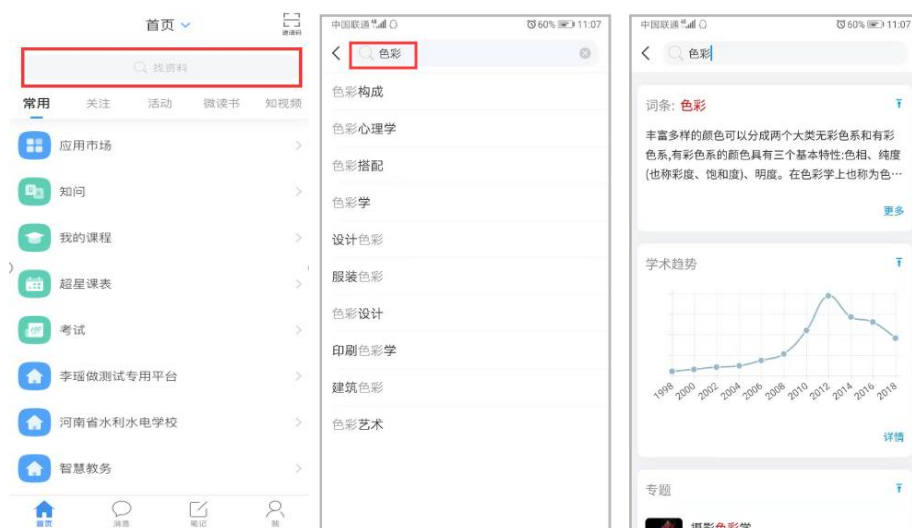 首页
邀请码
找资料
常用 关注 活动 微读书 知视频
应用市场
知问
我的课程
超星课表
考试
李瑶做测试专用平台
河南省水利水电学校
智慧教务
首页 消息 笔记 我
中国联通 60% 11:07
色彩
色彩构成
色彩心理学
色彩搭配
色彩学
设计色彩
服装色彩
色彩设计
印刷色彩学
建筑色彩
色彩艺术
中国联通 60% 11:07
色彩
词条: 色彩
丰富多样的颜色可以分成两个大类无彩色系和有彩
色系,有彩色系的颜色具有三个基本特性:色相、纯度
(也称彩度、饱和度)、明度。在色彩学上也称为色…
更多
学术趋势
1998 2000 2002 2004 2006 2008 2010 2012 2014 2016 2018
详情
专题
摄影色彩学